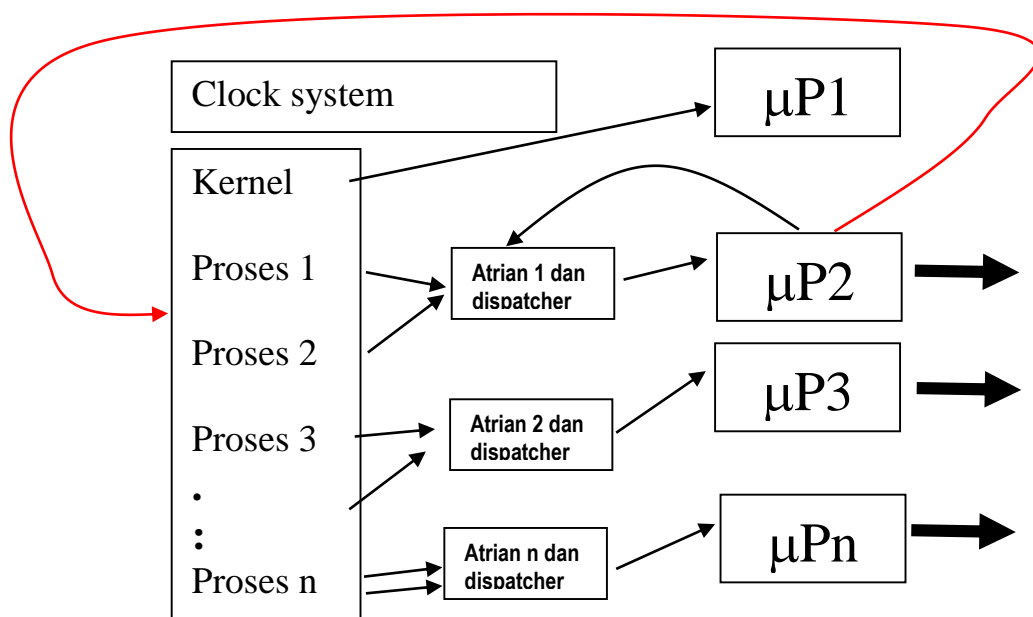 Clock system
μP1
Kernel
Proses 1
Atrian 1 dan
dispatcher
μP2
Proses 2
Proses 3
Atrian 2 dan
dispatcher
μP3
.
:
Proses n
Atrian n dan
dispatcher
μPn